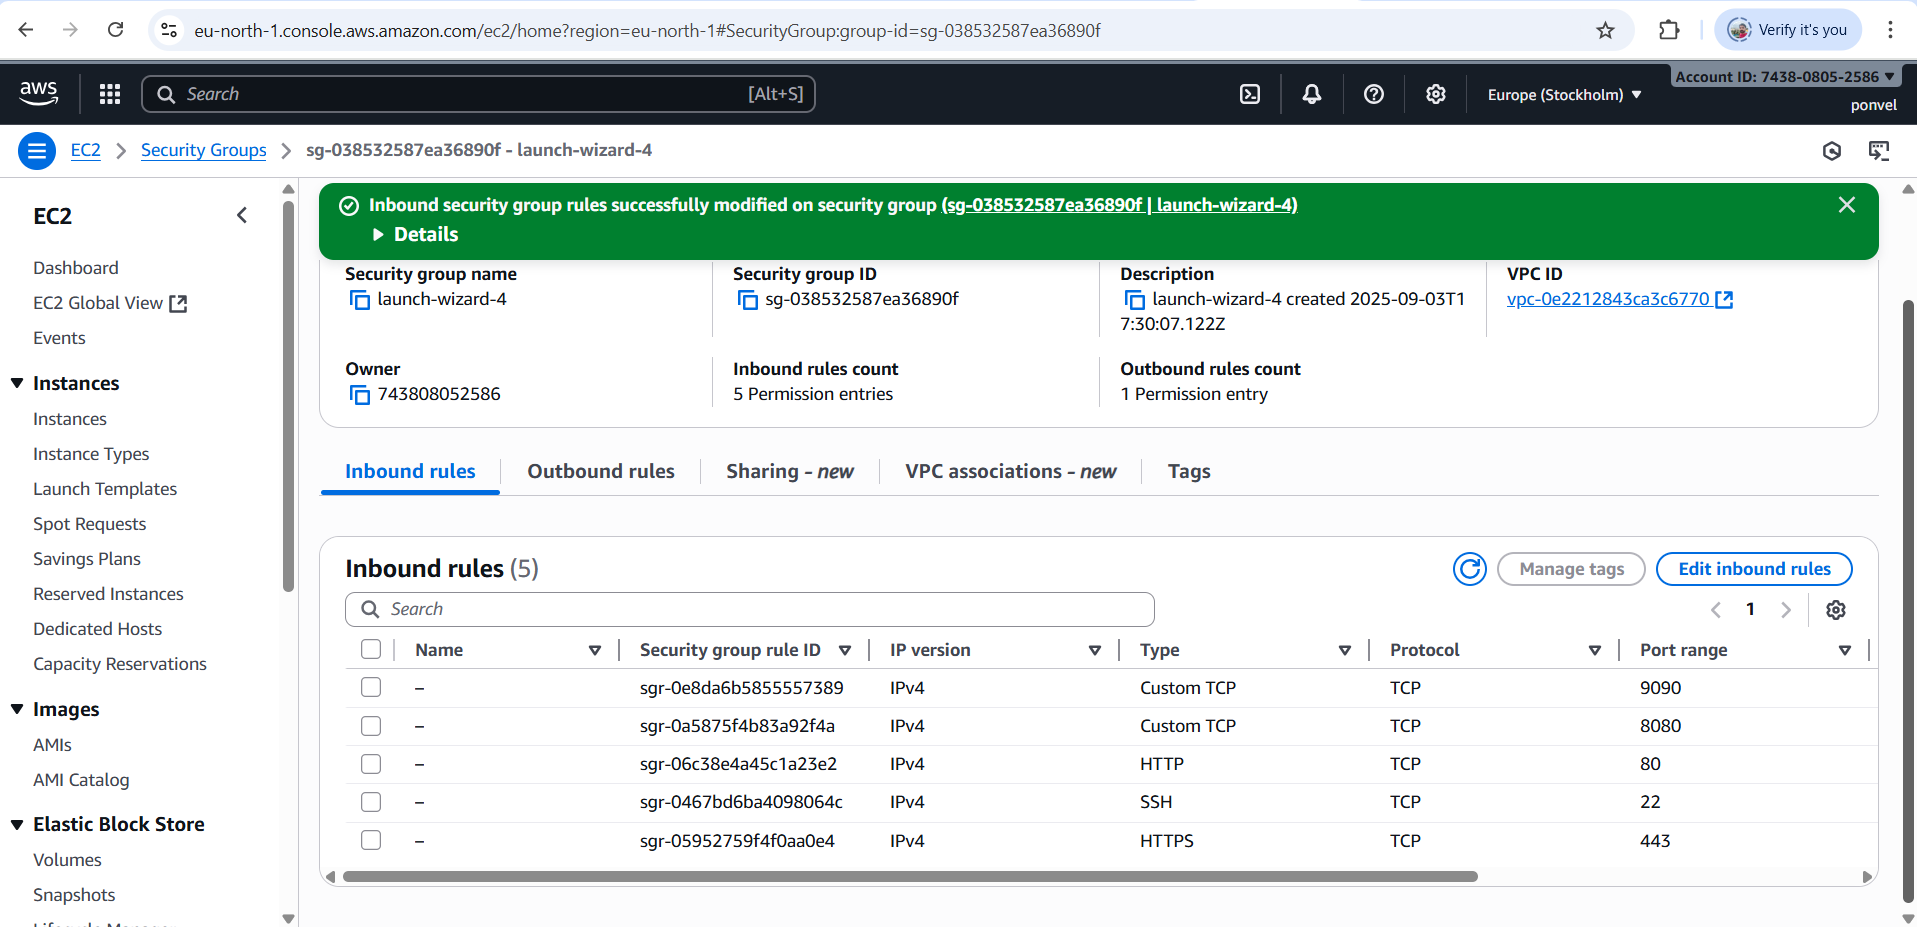 eu-north-1.console.aws.amazon.com/ec2/home?region=eu-north-1#SecurityGroup:group-id=sg-038532587ea36890f
Verify it's you
aws
Search
[Alt+S]
Europe (Stockholm)
Account ID: 7438-0805-2586
ponvel
EC2
Security Groups
sg-038532587ea36890f - launch-wizard-4
EC2
Dashboard
EC2 Global View
Events
Instances
Instances
Instance Types
Launch Templates
Spot Requests
Savings Plans
Reserved Instances
Dedicated Hosts
Capacity Reservations
Images
AMIs
AMI Catalog
Elastic Block Store
Volumes
Snapshots
Inbound security group rules successfully modified on security group (sg-038532587ea36890f | launch-wizard-4)
Details
Security group name
launch-wizard-4
Security group ID
sg-038532587ea36890f
Description
launch-wizard-4 created 2025-09-03T1
7:30:07.122Z
VPC ID
vpc-0e2212843ca3c6770
Owner
743808052586
Inbound rules count
5 Permission entries
Outbound rules count
1 Permission entry
Inbound rules
Outbound rules
Sharing - new
VPC associations - new
Tags
Inbound rules (5)
Manage tags
Edit inbound rules
Search
1
Name Security group rule ID IP version Type Protocol Port range
– sgr-0e8da6b5855557389 IPv4 Custom TCP TCP 9090
– sgr-0a5875f4b83a92f4a IPv4 Custom TCP TCP 8080
– sgr-06c38e4a45c1a23e2 IPv4 HTTP TCP 80
– sgr-0467bd6ba4098064c IPv4 SSH TCP 22
– sgr-05952759f4f0aa0e4 IPv4 HTTPS TCP 443